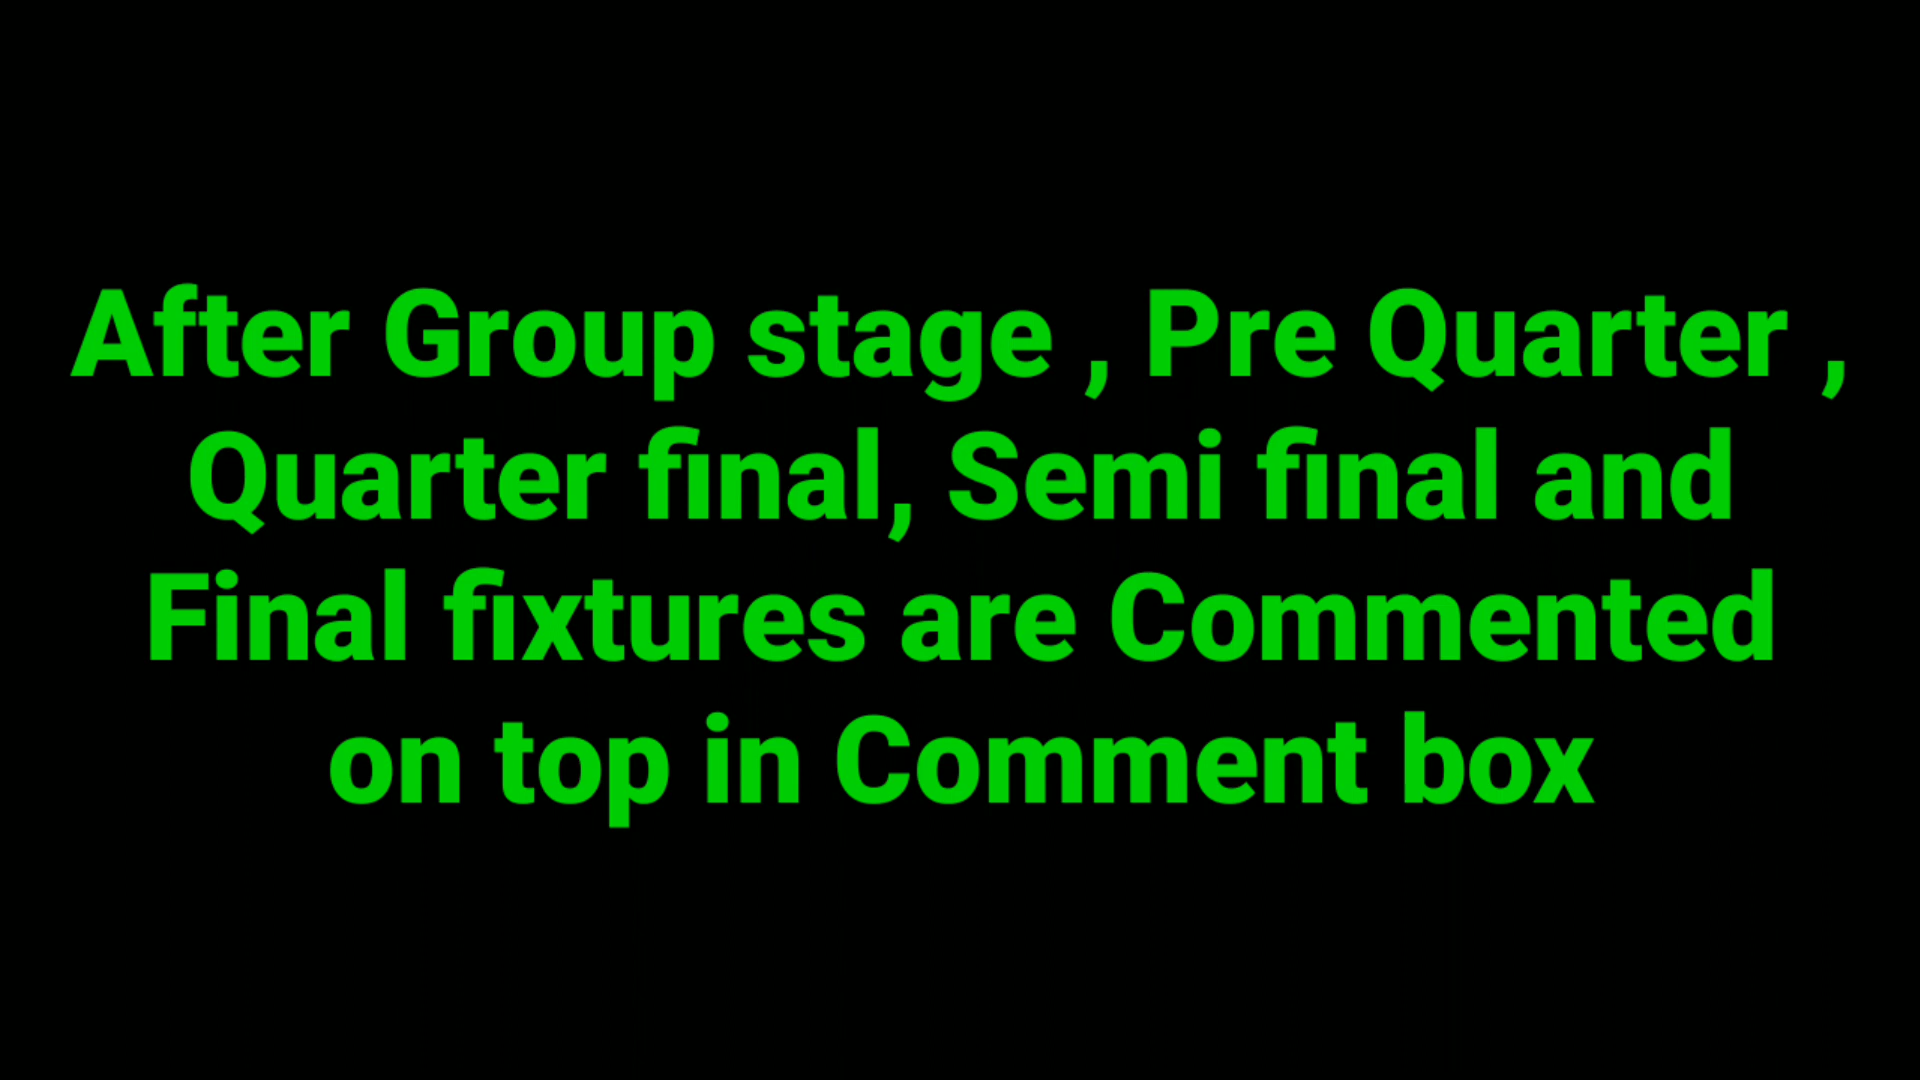 After Group stage , Pre Quarter ,
Quarter final, Semi final and
Final fixtures are Commented
on top in Comment box